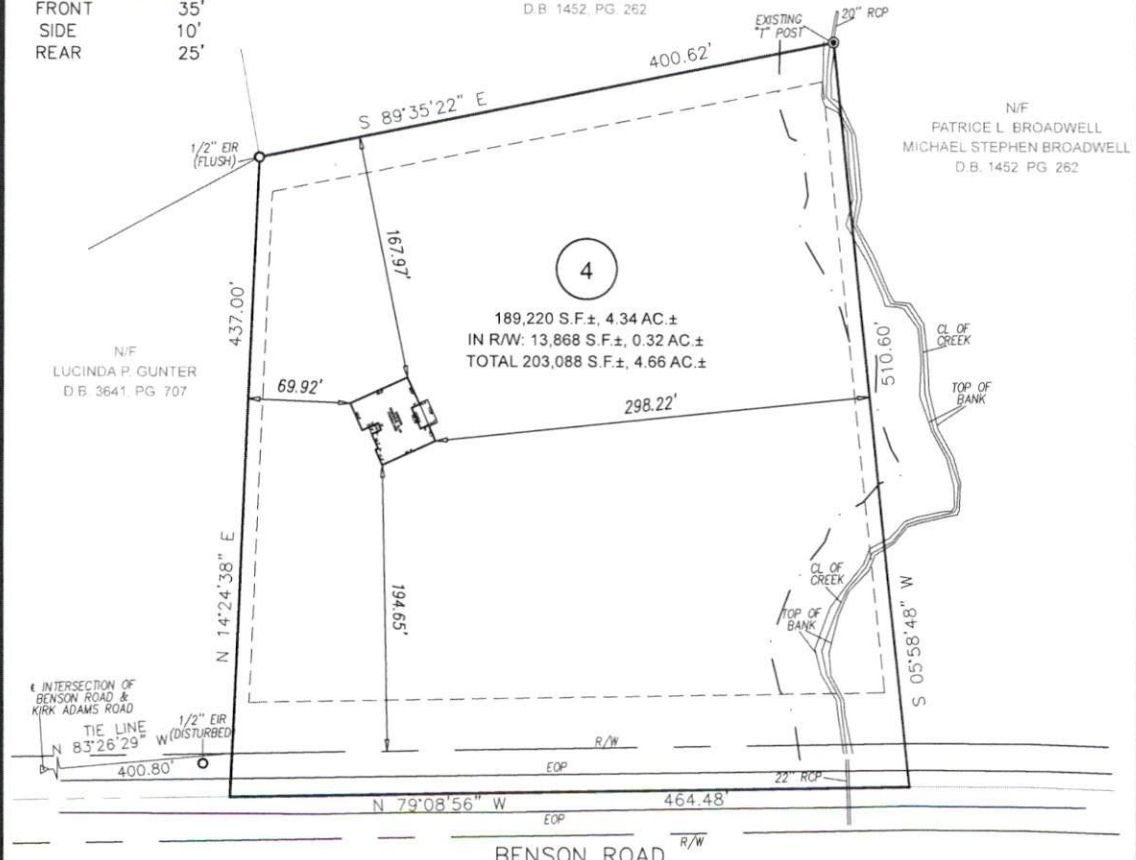 FRONT 35'
SIDE 10'
REAR 25'
D.B. 1452, PG. 262
EXISTING
"T" POST
20" RCP
400.62'
S 89°35'22" E
1/2" EIR
(FLUSH)
N/F
PATRICE L. BROADWELL
MICHAEL STEPHEN BROADWELL
D.B. 1452 PG 262
167.97'
4
189,220 S.F.±, 4.34 AC.±
IN R/W: 13,868 S.F.±, 0.32 AC.±
TOTAL 203,088 S.F.±, 4.66 AC.±
437.00'
510.60'
CL OF
CREEK
TOP OF
BANK
N/F
LUCINDA P. GUNTER
D.B. 3641, PG. 707
69.92'
298.22'
N 14°24'38" E
194.65'
CL OF
CREEK
TOP OF
BANK
S 05°58'48" W
INTERSECTION OF
BENSON ROAD &
KIRK ADAMS ROAD
TIE LINE
N 83°26'29" W
400.80'
1/2" EIR
(DISTURBED)
R/W
EOP
22" RCP
N 79°08'56" W 464.48'
EOP
R/W
BENSON ROAD